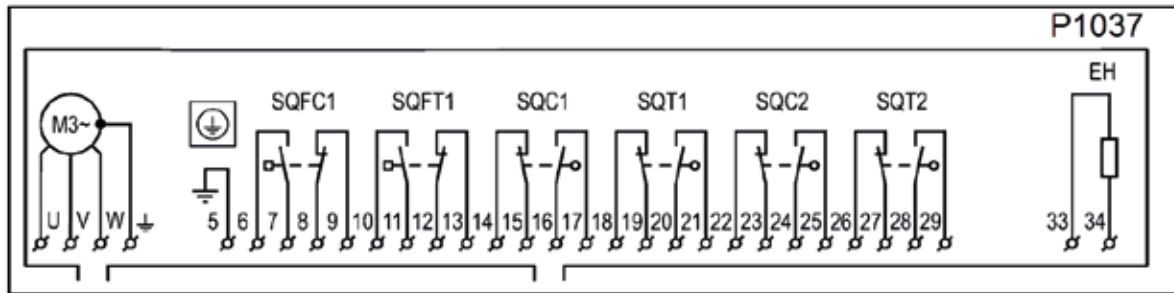 P1037
EH
SQFC1 SQFT1 SQC1 SQT1 SQC2 SQT2
M3~
U V W 5 6 7 8 9 10 11 12 13 14 15 16 17 18 19 20 21 22 23 24 25 26 27 28 29 33 34